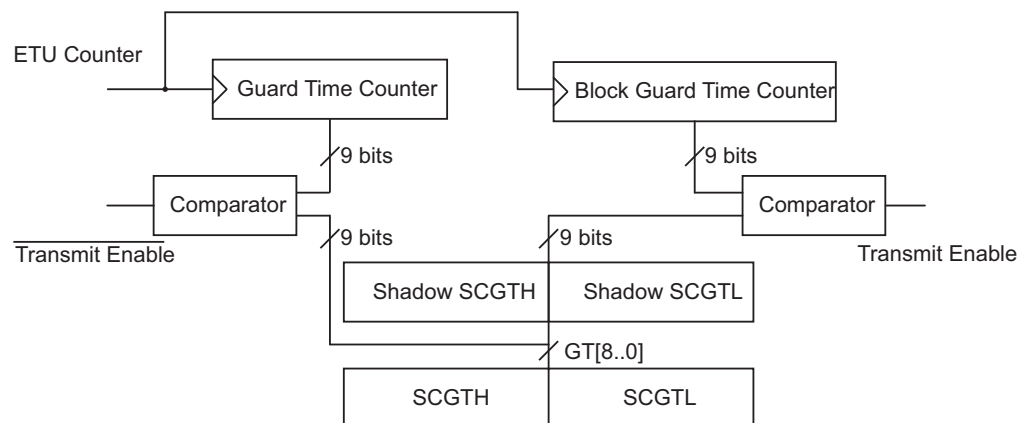 ETU Counter
Guard Time Counter
Block Guard Time Counter
9 bits
9 bits
Comparator
Comparator
Transmit Enable
9 bits
9 bits
Transmit Enable
Shadow SCGTH
Shadow SCGTL
GT[8..0]
SCGTH
SCGTL